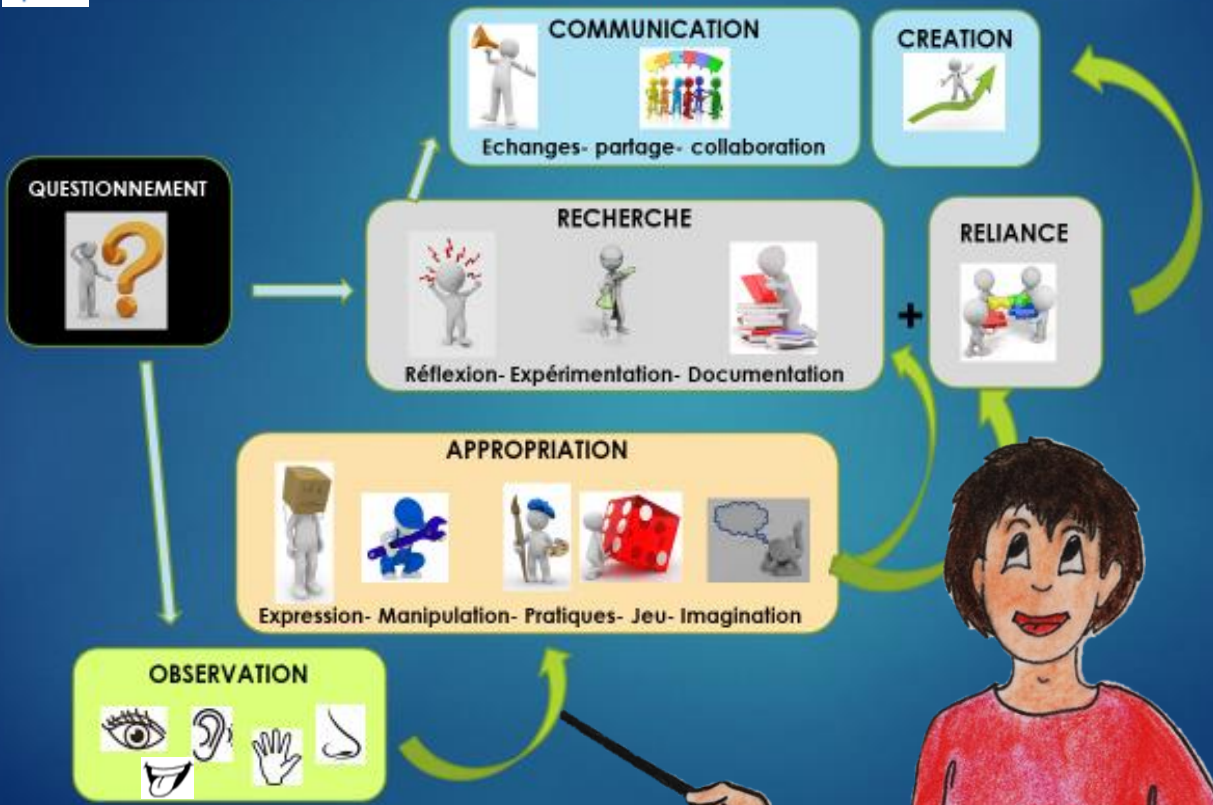 COMMUNICATION
Echanges- partage- collaboration
CREATION
QUESTIONNEMENT
RECHERCHE
Réflexion- Expérimentation- Documentation
+
RELIANCE
APPROPRIATION
Expression- Manipulation- Pratiques- Jeu- Imagination
OBSERVATION